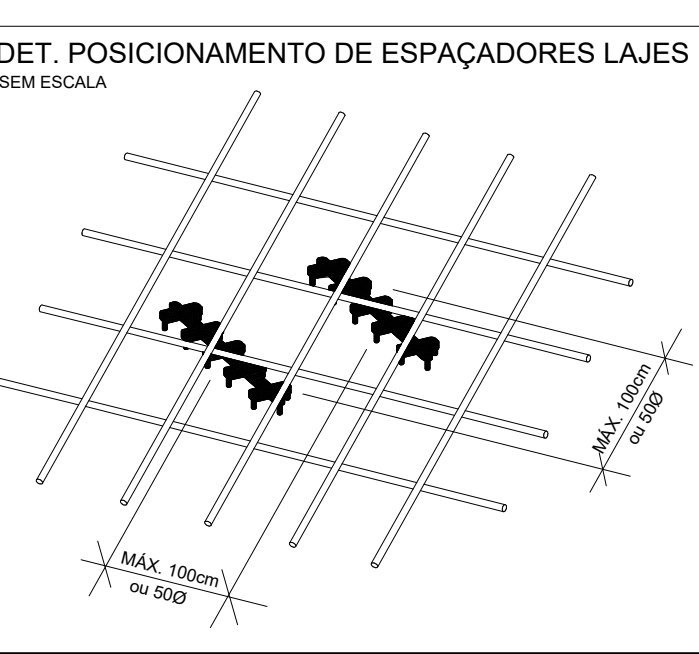 DET. POSICIONAMENTO DE ESPAÇADORES LAJES
SEM ESCALA
MÁX. 100cm
ou 50Ø
MÁX. 100cm
ou 50Ø